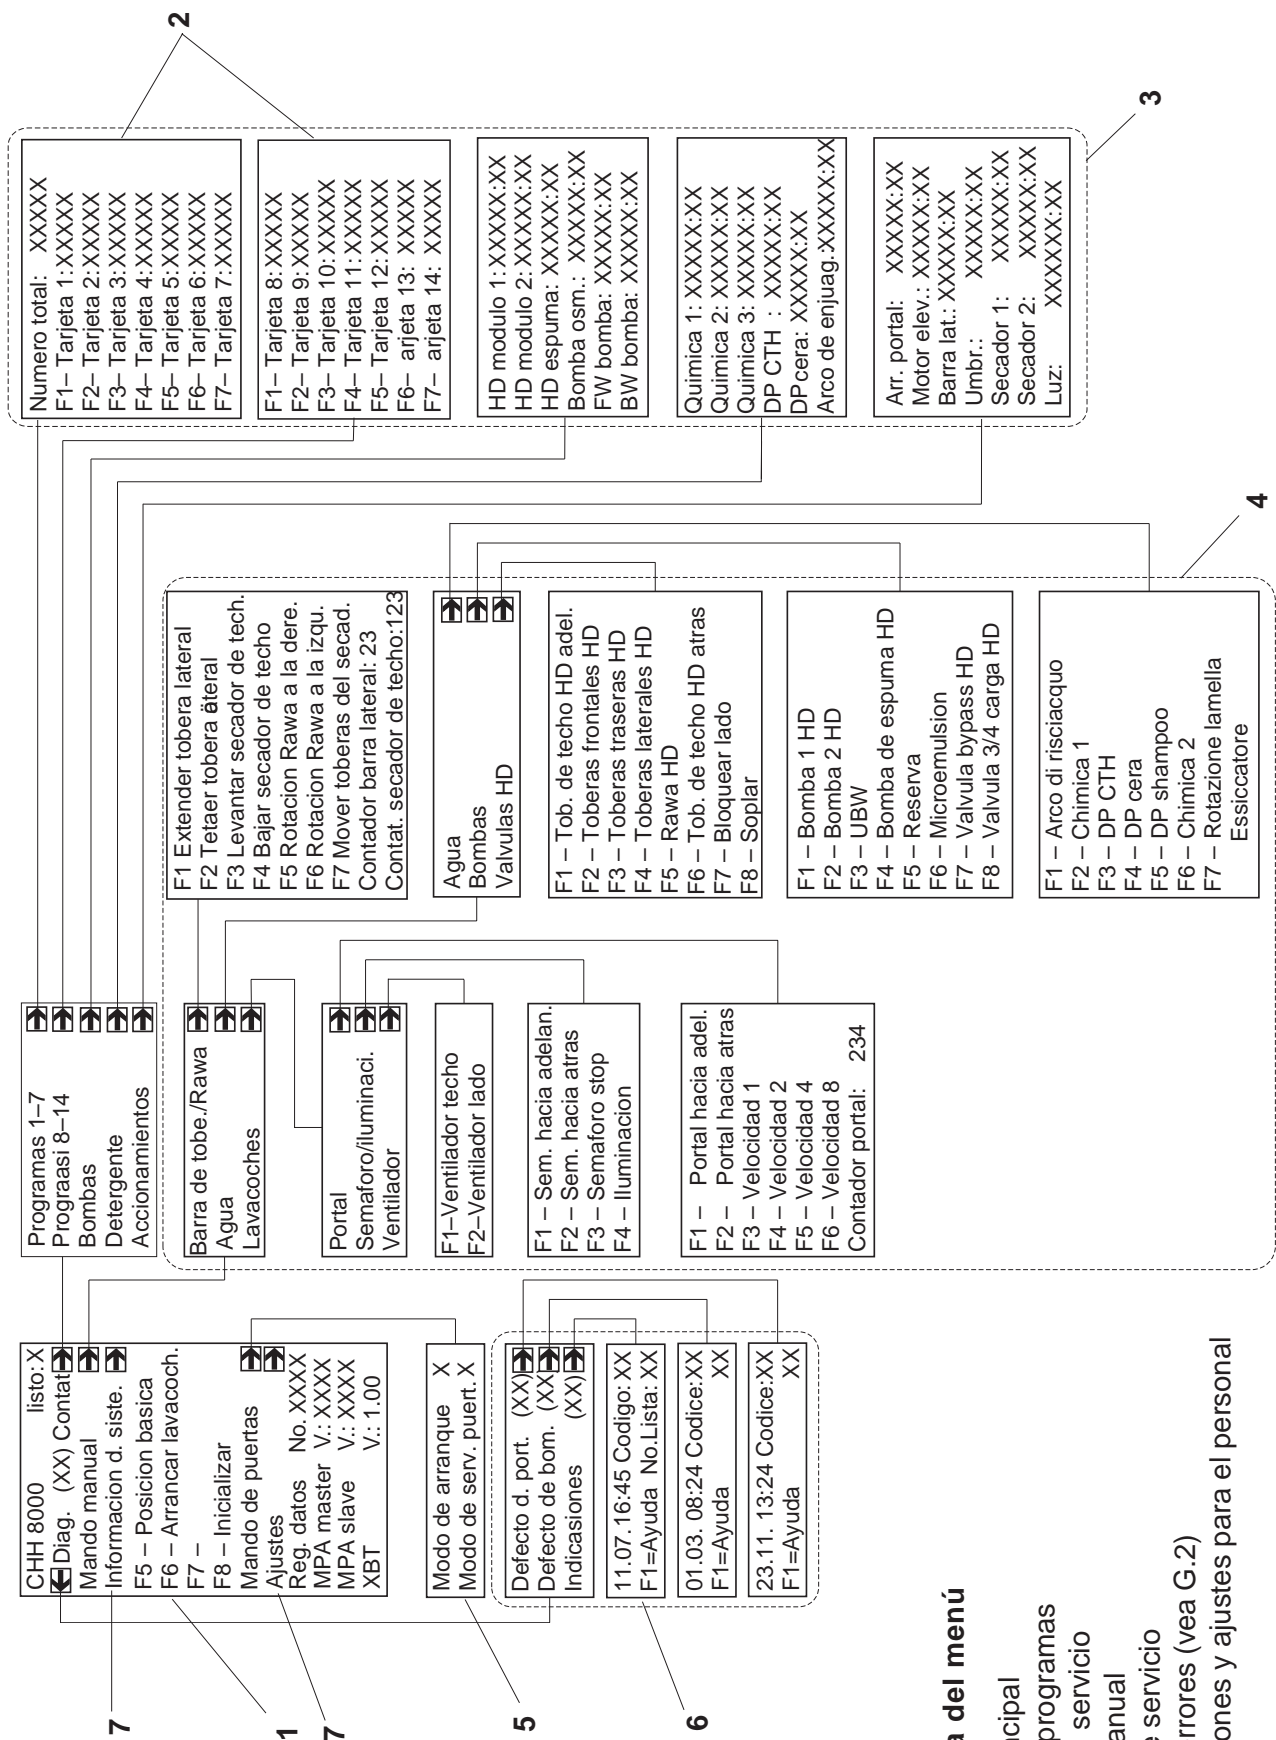 CHH 8000 listo: X
Diag. (XX) Contat
Mando manual
Informacion d. siste.
F5 – Posicion basica
F6 – Arrancar lavacoch.
F7 –
F8 – Inicializar
Mando de puertas
Ajustes
Reg. datos No. XXXX
MPA master V.: XXXX
MPA slave V.: XXXX
XBT V.: 1.00
7
1
7
Modo de arranque X
Modo de serv. puert. X
5
Defecto d. port. (XX)
Defecto de bom. (XX)
Indicasiones (XX)
11.07. 16:45 Codigo: XX
F1=Ayuda No.Lista: XX
01.03. 08:24 Codice:XX
F1=Ayuda XX
23.11. 13:24 Codice:XX
F1=Ayuda XX
6
Programas 1–7
Prograasi 8–14
Bombas
Detergente
Accionamientos
Barra de tobe./Rawa
Agua
Lavacoches
Portal
Semaforo/iluminaci.
Ventilador
F1–Ventilador techo
F2–Ventilador lado
F1 – Sem. hacia adelan.
F2 – Sem. hacia atras
F3 – Semaforo stop
F4 – Iluminacion
F1 – Portal hacia adel.
F2 – Portal hacia atras
F3 – Velocidad 1
F4 – Velocidad 2
F5 – Velocidad 4
F6 – Velocidad 8
Contador portal: 234
F1 Extender tobera lateral
F2 Tetaer tobera äteral
F3 Levantar secador de tech.
F4 Bajar secador de techo
F5 Rotacion Rawa a la dere.
F6 Rotacion Rawa a la izqu.
F7 Mover toberas del secad.
Contador barra lateral: 23
Contat. secador de techo:123
Agua
Bombas
Valvulas HD
F1 – Tob. de techo HD adel.
F2 – Toberas frontales HD
F3 – Toberas traseras HD
F4 – Toberas laterales HD
F5 – Rawa HD
F6 – Tob. de techo HD atras
F7 – Bloquear lado
F8 – Soplar
F1 – Bomba 1 HD
F2 – Bomba 2 HD
F3 – UBW
F4 – Bomba de espuma HD
F5 – Reserva
F6 – Microemulsion
F7 – Valvula bypass HD
F8 – Valvula 3/4 carga HD
F1 – Arco di risciacquo
F2 – Chimica 1
F3 – DP CTH
F4 – DP cera
F5 – DP shampoo
F6 – Chimica 2
F7 – Rotazione lamella
Essiccatore
4
Numero total: XXXXX
F1– Tarjeta 1: XXXXX
F2– Tarjeta 2: XXXXX
F3– Tarjeta 3: XXXXX
F4– Tarjeta 4: XXXXX
F5– Tarjeta 5: XXXXX
F6– Tarjeta 6: XXXXX
F7– Tarjeta 7: XXXXX
2
F1– Tarjeta 8: XXXXX
F2– Tarjeta 9: XXXXX
F3– Tarjeta 10: XXXXX
F4– Tarjeta 11: XXXXX
F5– Tarjeta 12: XXXXX
F6– arjeta 13: XXXXX
F7– arjeta 14: XXXXX
HD modulo 1: XXXXX:XX
HD modulo 2: XXXXX:XX
HD espuma: XXXXX:XX
Bomba osm.: XXXXX:XX
FW bomba: XXXXX:XX
BW bomba: XXXXX:XX
Quimica 1: XXXXX:XX
Quimica 2: XXXXX:XX
Quimica 3: XXXXX:XX
DP CTH : XXXXX:XX
DPcera: XXXXX:XX
Arco de enjuag.:XXXXX:XX
Arr. portal: XXXXX:XX
Motor elev.: XXXXX:XX
Barra lat.: XXXXX:XX
Umbr.: XXXXX:XX
Secador 1: XXXXX:XX
Secador 2: XXXXX:XX
Luz: XXXXXX:XX
3
a del menú
cipal
programas
servicio
anual
e servicio
rrores (vea G.2)
ones y ajustes para el personal